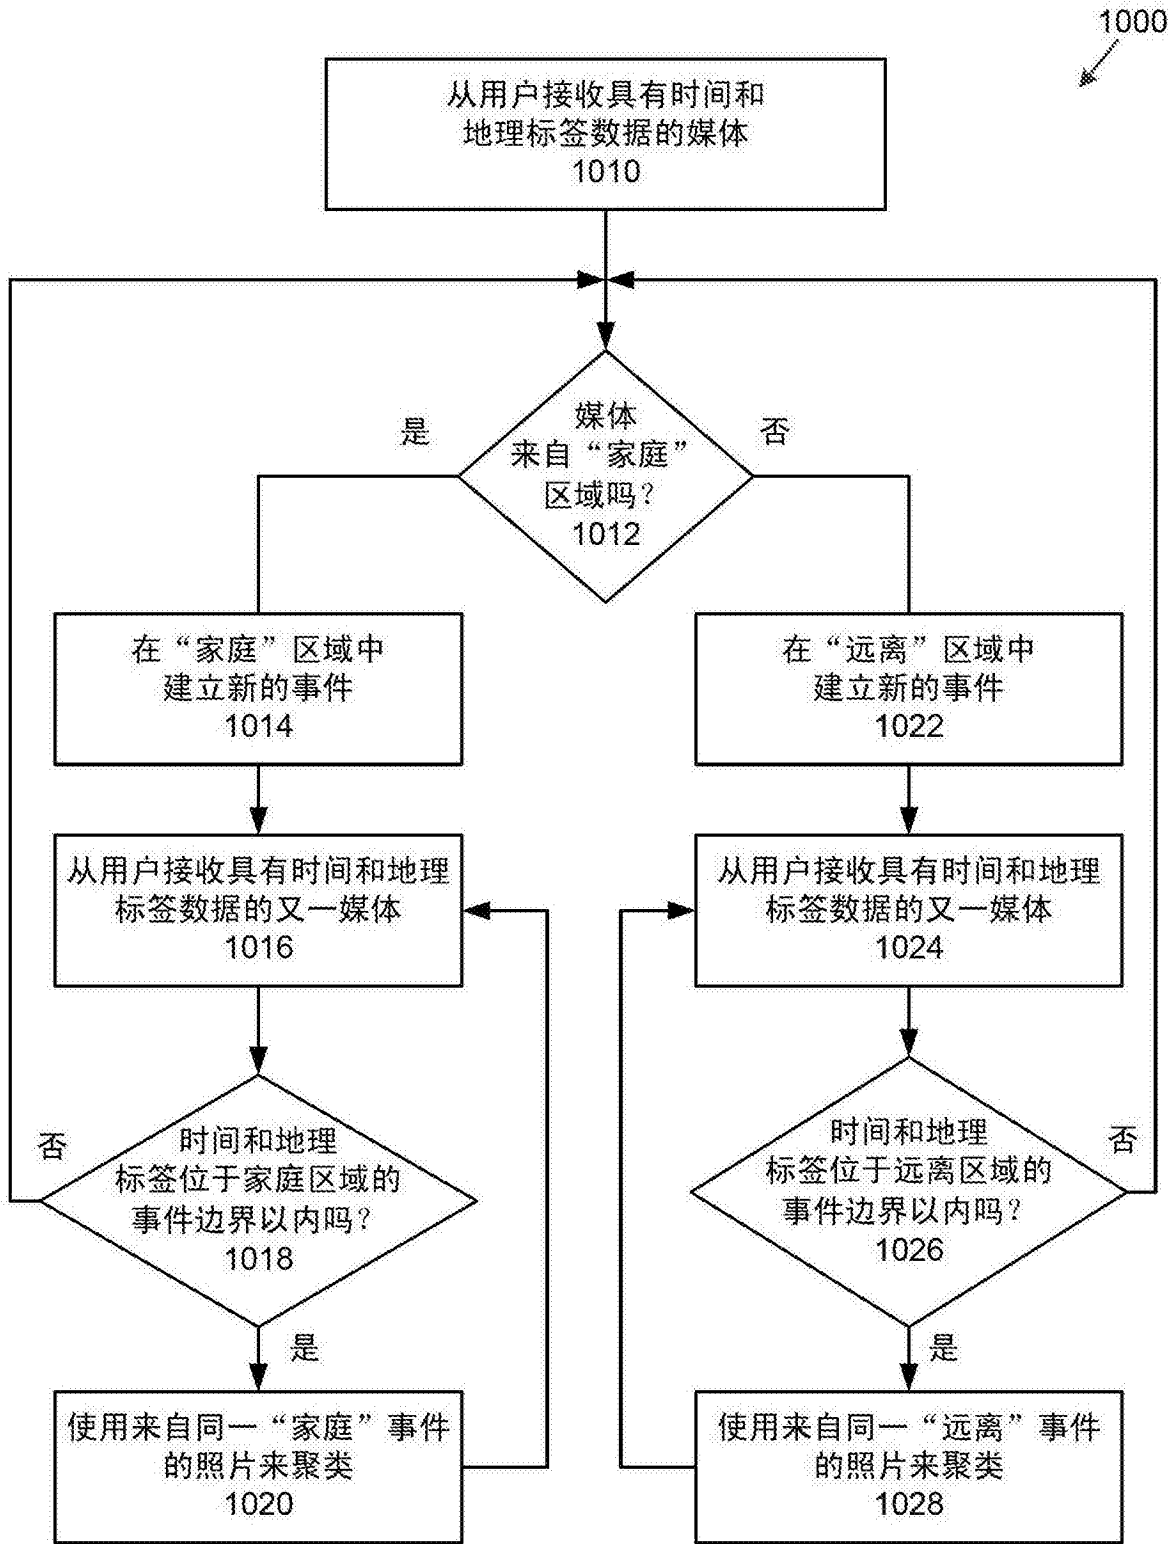 1000
从用户接收具有时间和
地理标签数据的媒体
1010
媒体
来自“家庭”
区域吗？
1012
是
否
在“家庭”区域中
建立新的事件
1014
从用户接收具有时间和地理
标签数据的又一媒体
1016
时间和地理
标签位于家庭区域的
事件边界以内吗？
1018
否
是
使用来自同一“家庭”事件
的照片来聚类
1020
在“远离”区域中
建立新的事件
1022
从用户接收具有时间和地理
标签数据的又一媒体
1024
时间和地理
标签位于远离区域的
事件边界以内吗？
1026
否
是
使用来自同一“远离”事件
的照片来聚类
1028